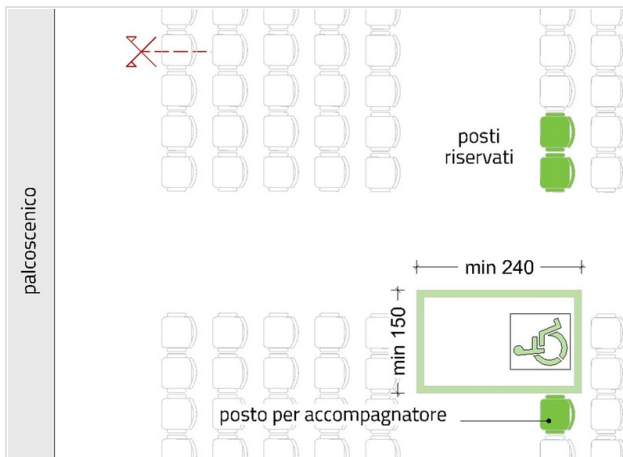 posti
riservati
palcoscenico
min 240
min 150
posto per accompagnatore